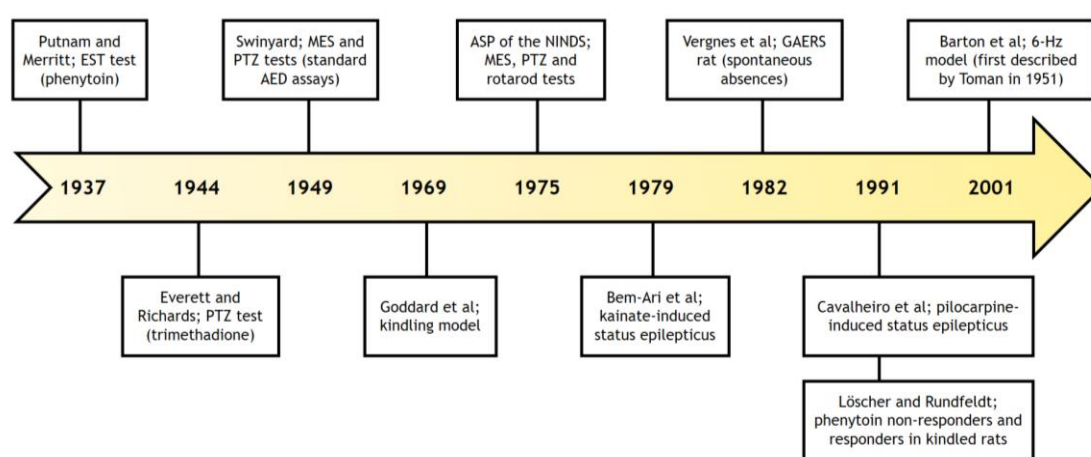 Putnam and
Merritt; EST test
(phenytoin)
Swinyard; MES and
PTZ tests (standard
AED assays)
ASP of the NINDS;
MES, PTZ and
rotarod tests
Vergnes et al; GAERS
rat (spontaneous
absences)
Barton et al; 6-Hz
model (first described
by Toman in 1951)
1937 1944 1949 1969 1975 1979 1982 1991 2001
Everett and
Richards; PTZ test
(trimethadione)
Goddard et al;
kindling model
Bem-Ari et al;
kainate-induced
status epilepticus
Cavalheiro et al; pilocarpine-
induced status epilepticus
Löscher and Rundfeldt;
phenytoin non-responders and
responders in kindled rats